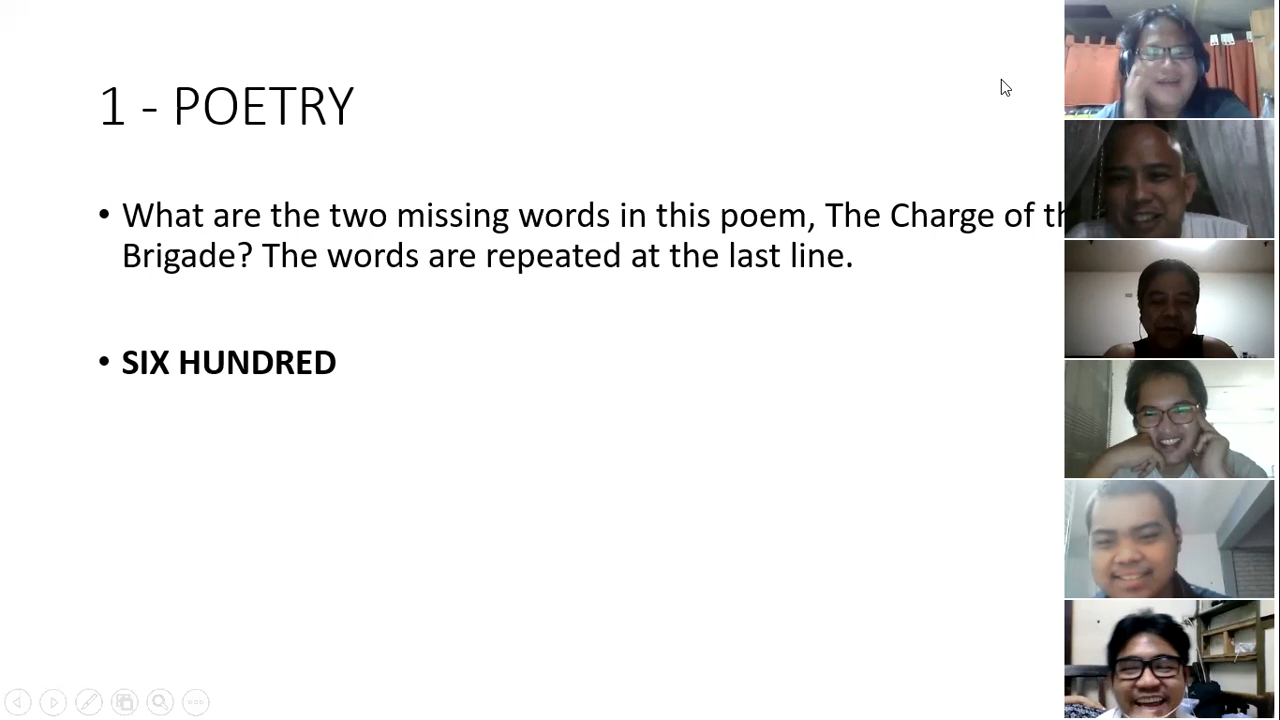 1 - POETRY
• What are the two missing words in this poem, The Charge of
Brigade? The words are repeated at the last line.
• SIX HUNDRED